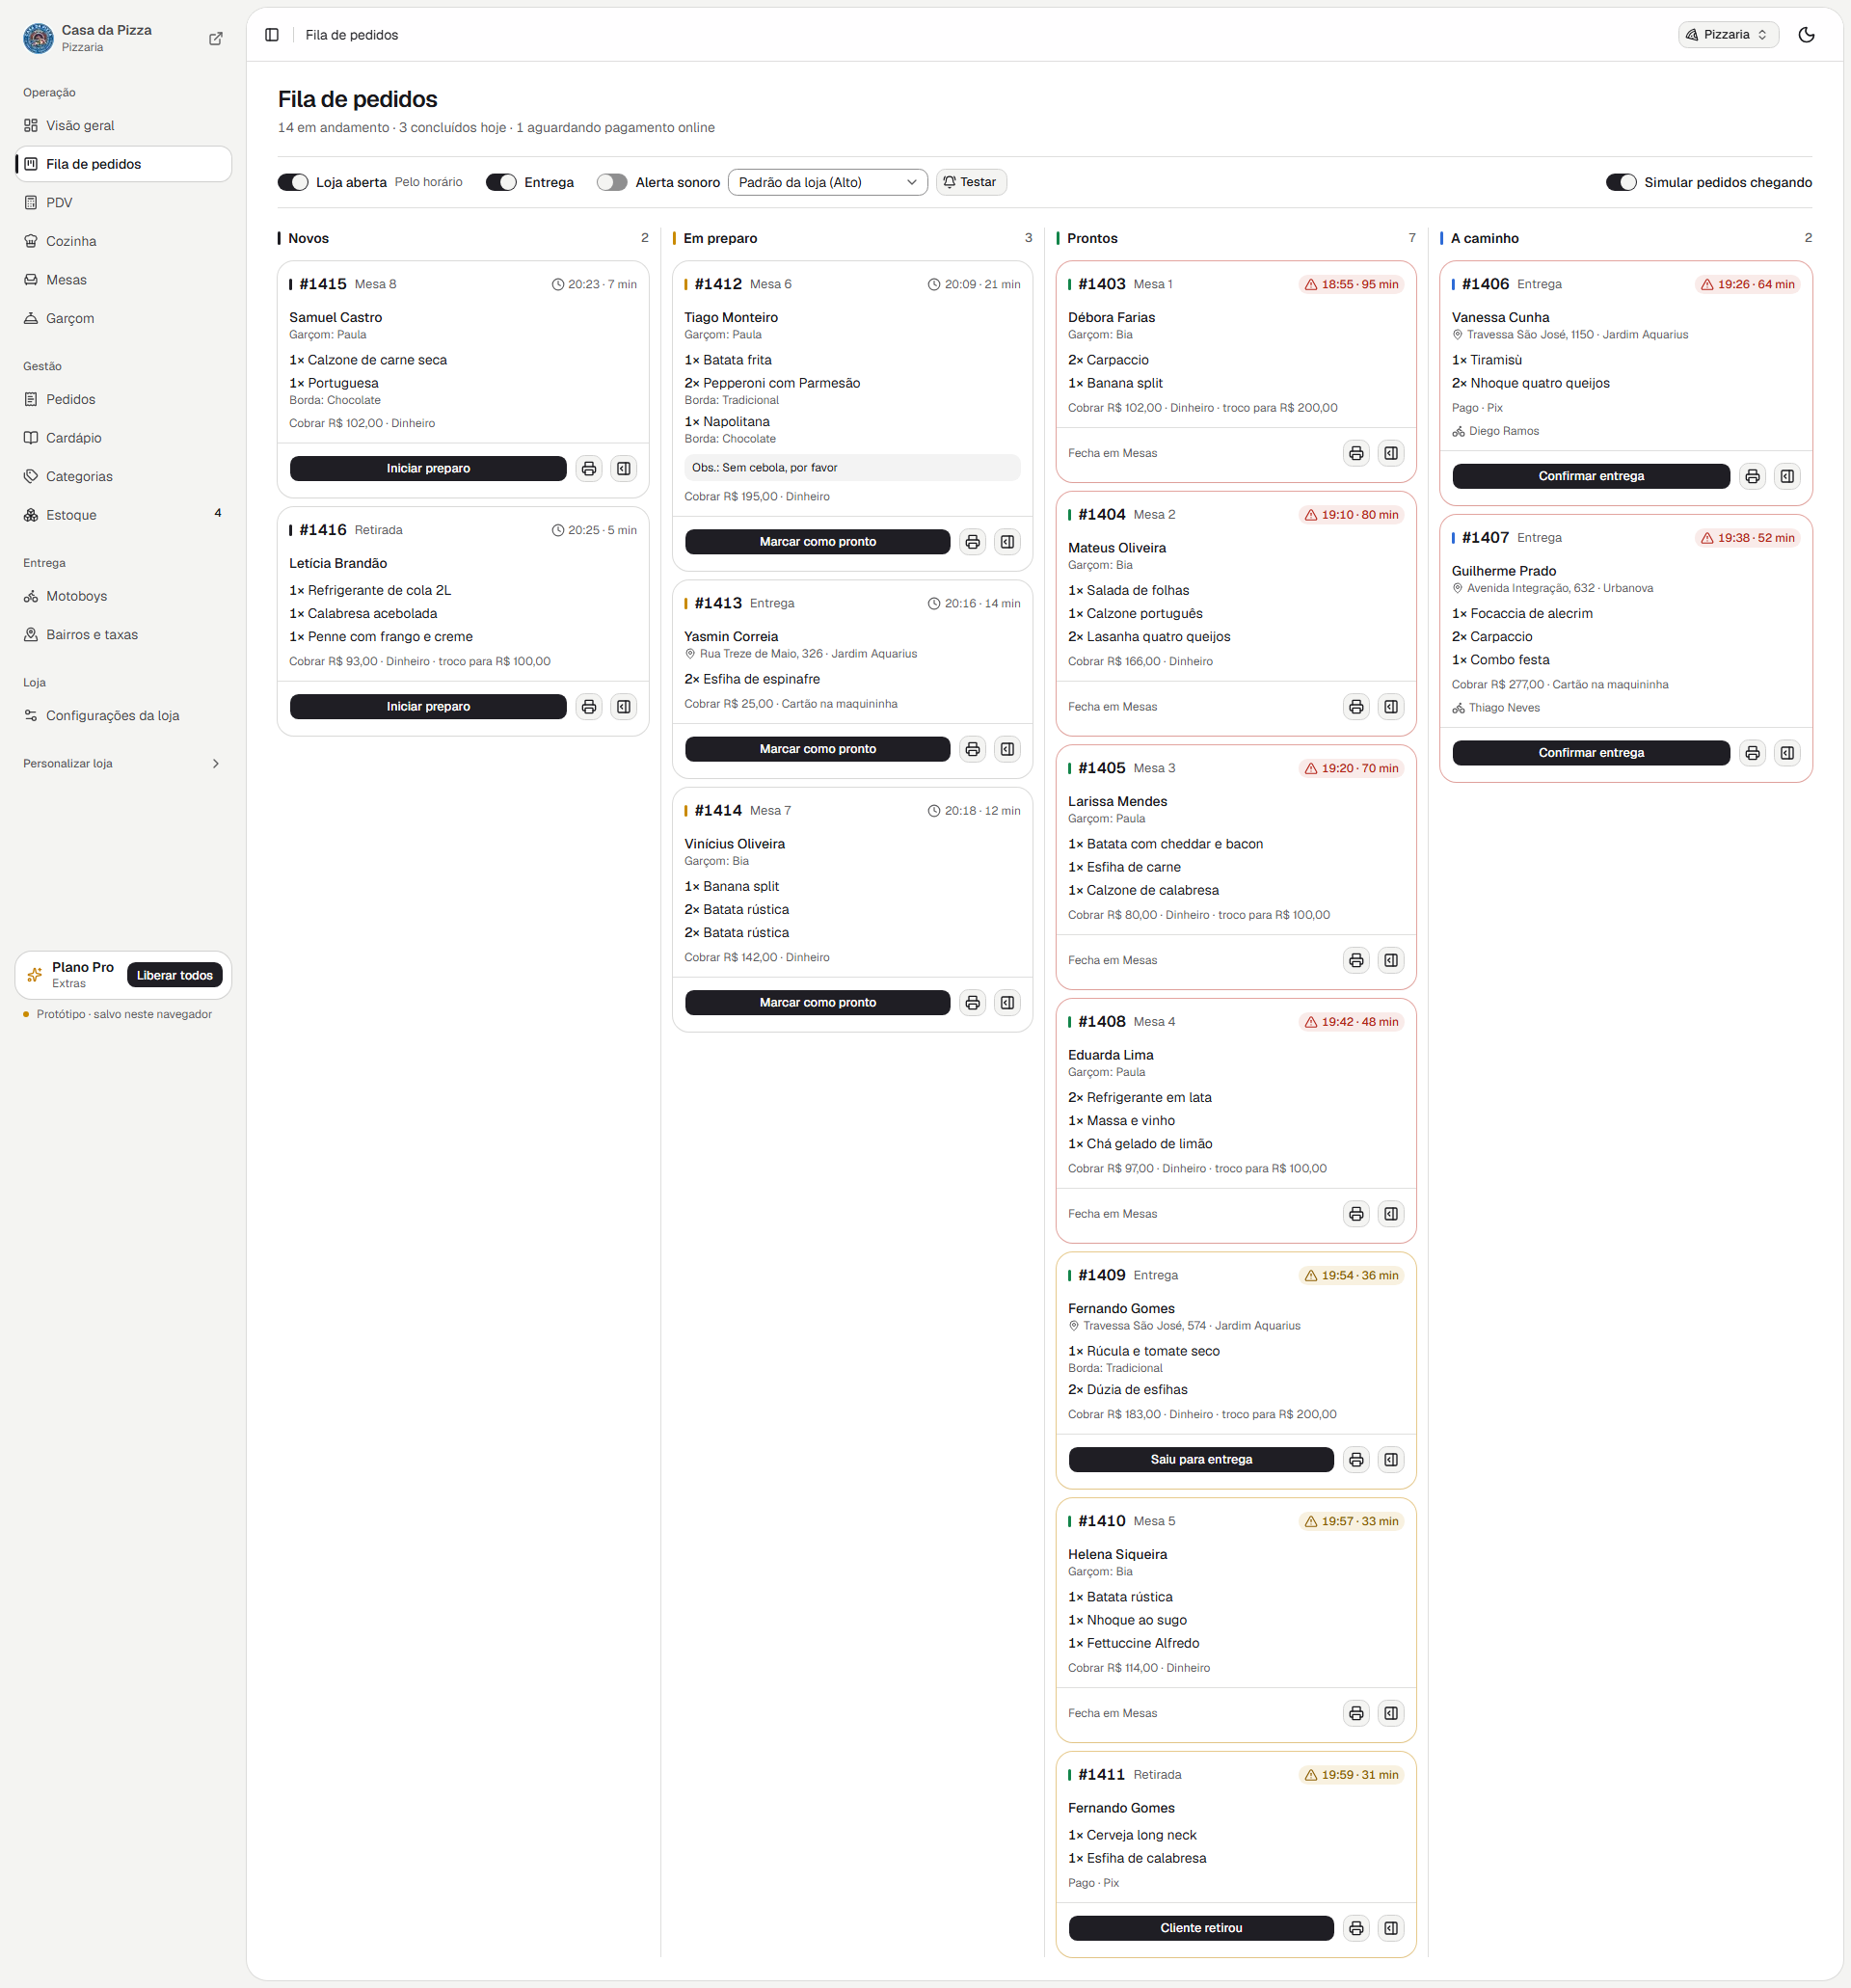 Casa da Pizza
Pizzaria
Operação
Visão geral
Fila de pedidos
PDV
Cozinha
Mesas
Garçom
Gestão
Pedidos
Cardápio
Categorias
Estoque 4
Entrega
Motoboys
Bairros e taxas
Loja
Configurações da loja
Personalizar loja
Plano Pro
Extras
Liberar todos
Protótipo · salvo neste navegador
Fila de pedidos
Pizzaria
Fila de pedidos
14 em andamento · 3 concluídos hoje · 1 aguardando pagamento online
Loja aberta Pelo horário Entrega Alerta sonoro Padrão da loja (Alto) Testar Simular pedidos chegando
Novos 2
#1415 Mesa 8 20:23 · 7 min
Samuel Castro
Garçom: Paula
1× Calzone de carne seca
1× Portuguesa
Borda: Chocolate
Cobrar R$ 102,00 · Dinheiro
Iniciar preparo
#1416 Retirada 20:25 · 5 min
Letícia Brandão
1× Refrigerante de cola 2L
1× Calabresa acebolada
1× Penne com frango e creme
Cobrar R$ 93,00 · Dinheiro · troco para R$ 100,00
Iniciar preparo
Em preparo 3
#1412 Mesa 6 20:09 · 21 min
Tiago Monteiro
Garçom: Paula
1× Batata frita
2× Pepperoni com Parmesão
Borda: Tradicional
1× Napolitana
Borda: Chocolate
Obs.: Sem cebola, por favor
Cobrar R$ 195,00 · Dinheiro
Marcar como pronto
#1413 Entrega 20:16 · 14 min
Yasmin Correia
Rua Treze de Maio, 326 · Jardim Aquarius
2× Esfiha de espinafre
Cobrar R$ 25,00 · Cartão na maquininha
Marcar como pronto
#1414 Mesa 7 20:18 · 12 min
Vinícius Oliveira
Garçom: Bia
1× Banana split
2× Batata rústica
2× Batata rústica
Cobrar R$ 142,00 · Dinheiro
Marcar como pronto
Prontos 7
#1403 Mesa 1 18:55 · 95 min
Débora Farias
Garçom: Bia
2× Carpaccio
1× Banana split
Cobrar R$ 102,00 · Dinheiro · troco para R$ 200,00
Fecha em Mesas
#1404 Mesa 2 19:10 · 80 min
Mateus Oliveira
Garçom: Bia
1× Salada de folhas
1× Calzone português
2× Lasanha quatro queijos
Cobrar R$ 166,00 · Dinheiro
Fecha em Mesas
#1405 Mesa 3 19:20 · 70 min
Larissa Mendes
Garçom: Paula
1× Batata com cheddar e bacon
1× Esfiha de carne
1× Calzone de calabresa
Cobrar R$ 80,00 · Dinheiro · troco para R$ 100,00
Fecha em Mesas
#1408 Mesa 4 19:42 · 48 min
Eduarda Lima
Garçom: Paula
2× Refrigerante em lata
1× Massa e vinho
1× Chá gelado de limão
Cobrar R$ 97,00 · Dinheiro · troco para R$ 100,00
Fecha em Mesas
#1409 Entrega 19:54 · 36 min
Fernando Gomes
Travessa São José, 574 · Jardim Aquarius
1× Rúcula e tomate seco
Borda: Tradicional
2× Dúzia de esfihas
Cobrar R$ 183,00 · Dinheiro · troco para R$ 200,00
Saiu para entrega
#1410 Mesa 5 19:57 · 33 min
Helena Siqueira
Garçom: Bia
1× Batata rústica
1× Nhoque ao sugo
1× Fettuccine Alfredo
Cobrar R$ 114,00 · Dinheiro
Fecha em Mesas
#1411 Retirada 19:59 · 31 min
Fernando Gomes
1× Cerveja long neck
1× Esfiha de calabresa
Pago · Pix
Cliente retirou
A caminho 2
#1406 Entrega 19:26 · 64 min
Vanessa Cunha
Travessa São José, 1150 · Jardim Aquarius
1× Tiramisù
2× Nhoque quatro queijos
Pago · Pix
Diego Ramos
Confirmar entrega
#1407 Entrega 19:38 · 52 min
Guilherme Prado
Avenida Integração, 632 · Urbanova
1× Focaccia de alecrim
2× Carpaccio
1× Combo festa
Cobrar R$ 277,00 · Cartão na maquininha
Thiago Neves
Confirmar entrega